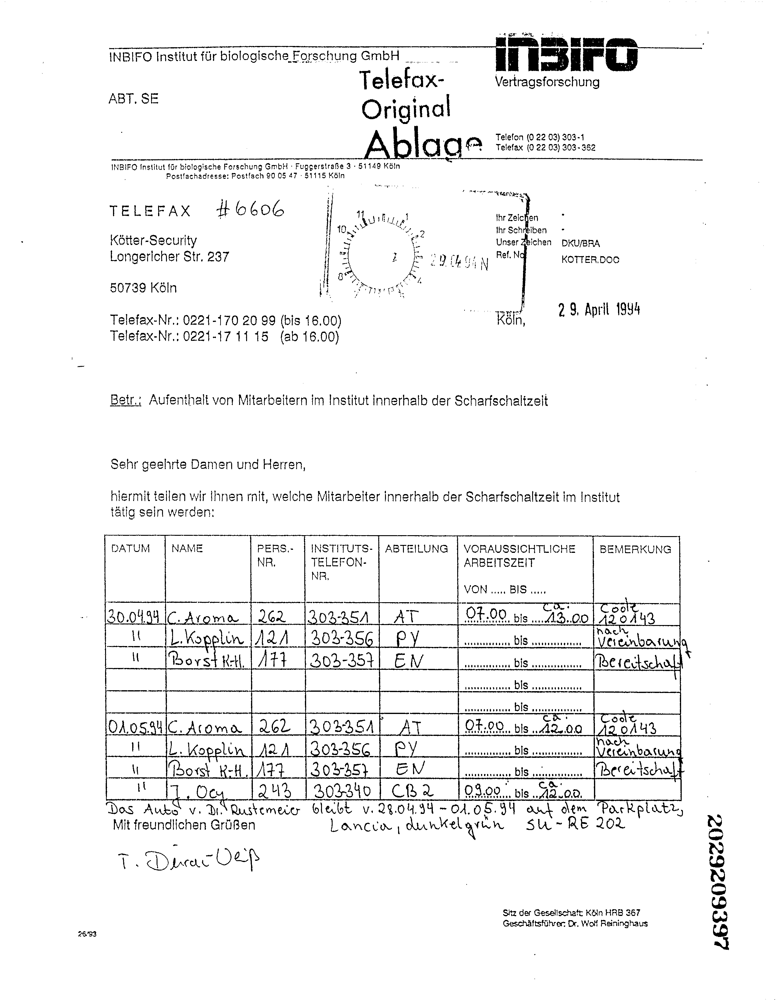 INBIFO Institut für biologische Forschung GmbH
INBIFO
Vertragsforschung
ABT. SE
Telefax-
Original
Ablage
Telefon (0 22 03) 303-1
Telefax (0 22 03) 303-362
INBIFO Institut für biologische Forschung GmbH · Fuggerstraße 3 · 51149 Köln
Postfachadresse: Postfach 90 05 47 · 51115 Köln
TELEFAX #6606
Kötter-Security
Longericher Str. 237
50739 Köln
11 1
10 2
8 4
29.04.94 N
Ihr Zeichen -
Ihr Schreiben -
Unser Zeichen DKU/BRA
Ref. No KOTTER.DOC
Köln, 29. April 1994
Telefax-Nr.: 0221-170 20 99 (bis 16.00)
Telefax-Nr.: 0221-17 11 15 (ab 16.00)
Betr.: Aufenthalt von Mitarbeitern im Institut innerhalb der Scharfschaltzeit
Sehr geehrte Damen und Herren,
hiermit teilen wir Ihnen mit, welche Mitarbeiter innerhalb der Scharfschaltzeit im Institut
tätig sein werden:
DATUM NAME PERS.-NR. INSTITUTS-TELEFON-NR. ABTEILUNG VORAUSSICHTLICHE ARBEITSZEIT VON ..... BIS ..... BEMERKUNG
30.04.94 C. Aroma 262 303-351 AT 07.00 bis ca. 13.00 Code 120143
" L. Kopplin 121 303-356 PY ............... bis ............... nach Vereinbarung
" Borst K-H. 177 303-357 EN ............... bis ............... Bereitschaft
............... bis ...............
............... bis ...............
01.05.94 C. Aroma 262 303-351 AT 07.00 bis ca. 12.00 Code 120143
" L. Kopplin 121 303-356 PY ............... bis ............... nach Vereinbarung
" Borst K-H. 177 303-357 EN ............... bis ............... Bereitschaft
" J. Ocy 243 303-340 CB 2 09.00 bis ca. 12.00
Das Auto v. Dr. Rustemeier bleibt v. 28.04.94 - 01.05.94 auf dem Parkplatz,
Mit freundlichen Grüßen Lancia, dunkelgrün SU-RE 202
Sitz der Gesellschaft: Köln HRB 367
Geschäftsführer: Dr. Wolf Reininghaus
26/93
2029209397